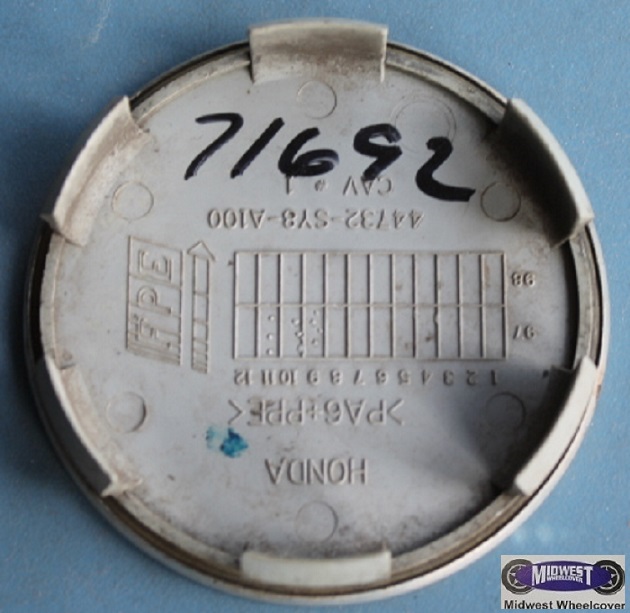 71692
HONDA
>PA6+PPE<
1 2 3 4 5 6 7 8 9 10 11 12
97
98
44732-SY8-A100
CAV # 1
MIDWEST
WHEELCOVER
Midwest Wheelcover